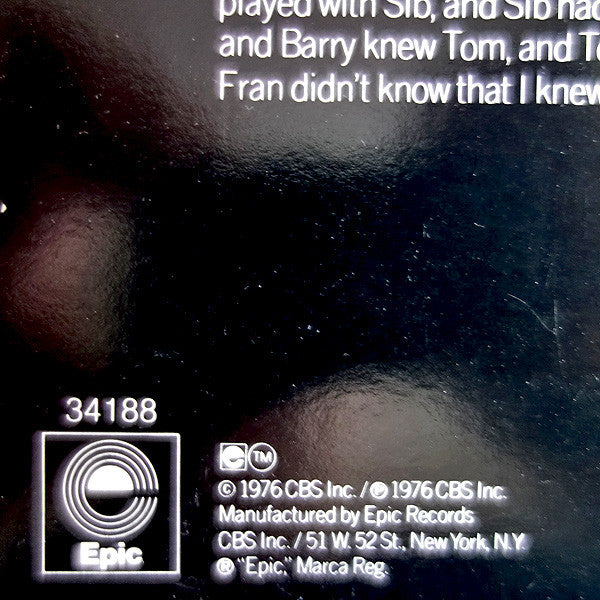 played with Sib, and Sib had
and Barry knew Tom, and
Fran didn't know that I knew
34188
Epic
e TM
© 1976 CBS Inc. / ℗ 1976 CBS Inc.
Manufactured by Epic Records
CBS Inc. / 51 W. 52 St., New York, N.Y.
® "Epic," Marca Reg.